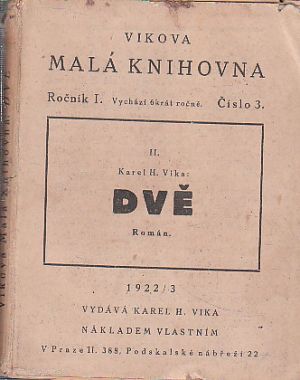 VIKOVA
MALÁ KNIHOVNA
Ročník I. Vychází 6krát ročně. Číslo 3.
II.
Karel H. Vika:
DVĚ
Román.
1922/3
VYDÁVÁ KAREL H. VIKA
NÁKLADEM VLASTNÍM
V Praze II. 388, Podskalské nábřeží 22